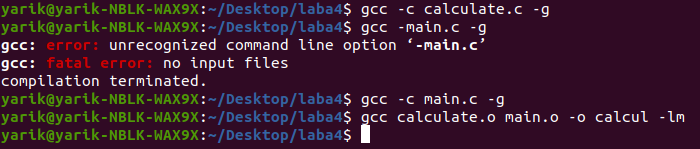 yarik@yarik-NBLK-WAX9X:~/Desktop/laba4$ gcc -c calculate.c -g
yarik@yarik-NBLK-WAX9X:~/Desktop/laba4$ gcc -main.c -g
gcc: error: unrecognized command line option ‘-main.c’
gcc: fatal error: no input files
compilation terminated.
yarik@yarik-NBLK-WAX9X:~/Desktop/laba4$ gcc -c main.c -g
yarik@yarik-NBLK-WAX9X:~/Desktop/laba4$ gcc calculate.o main.o -o calcul -lm
yarik@yarik-NBLK-WAX9X:~/Desktop/laba4$